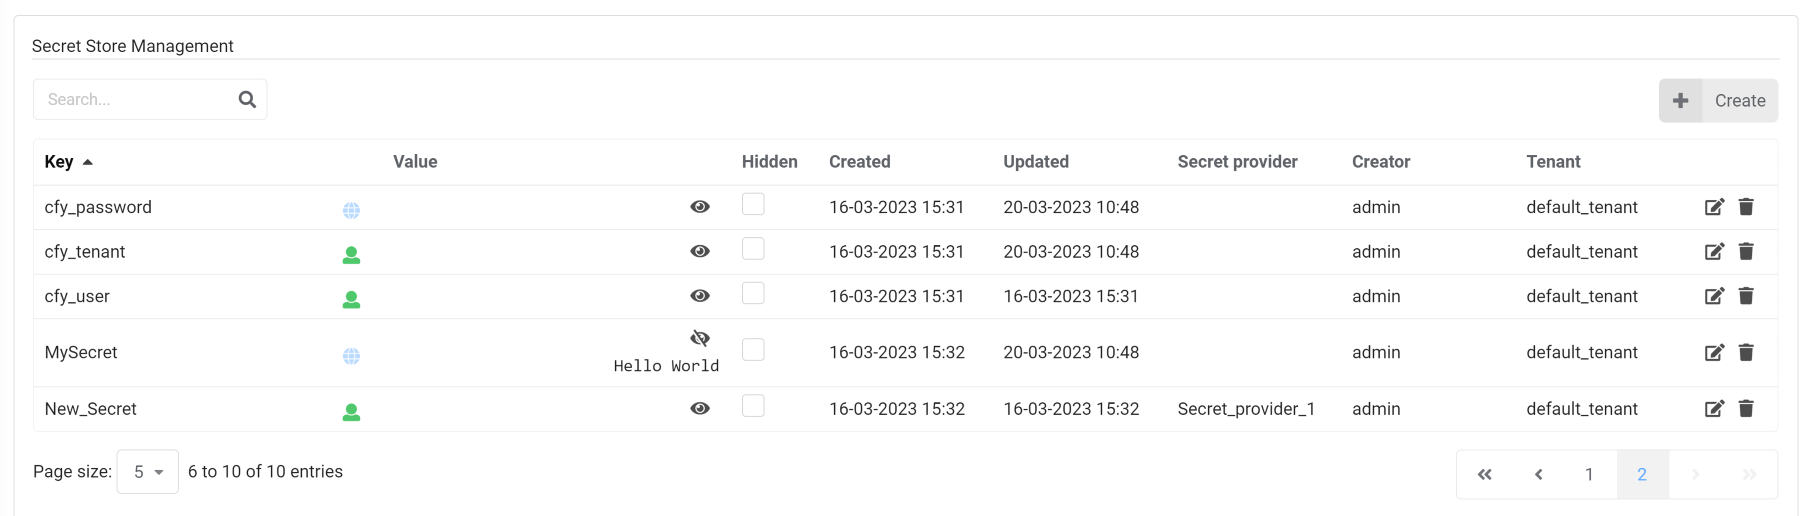 Secret Store Management
Search...
Create
Key Value Hidden Created Updated Secret provider Creator Tenant
cfy_password 16-03-2023 15:31 20-03-2023 10:48 admin default_tenant
cfy_tenant 16-03-2023 15:31 20-03-2023 10:48 admin default_tenant
cfy_user 16-03-2023 15:31 16-03-2023 15:31 admin default_tenant
MySecret Hello World 16-03-2023 15:32 20-03-2023 10:48 admin default_tenant
New_Secret 16-03-2023 15:32 16-03-2023 15:32 Secret_provider_1 admin default_tenant
Page size: 5 6 to 10 of 10 entries « ‹ 1 2 › »